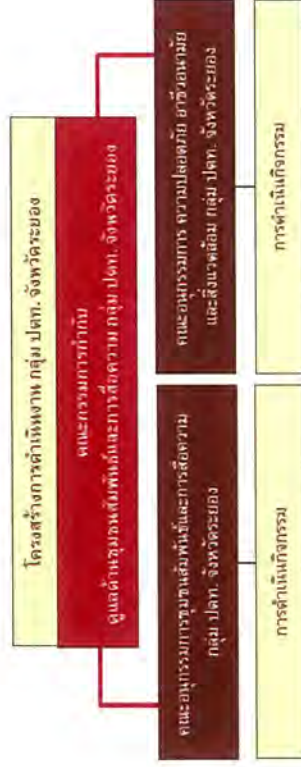 โครงสร้างการดำเนินงาน กลุ่ม ปตท. จังหวัดระยอง
คณะกรรมการกำกับ
ดูแลด้านชุมชนสัมพันธ์และการสื่อความ กลุ่ม ปตท. จังหวัดระยอง
คณะอนุกรรมการชุมชนสัมพันธ์และการสื่อความ
กลุ่ม ปตท. จังหวัดระยอง
การดำเนินกิจกรรม
คณะอนุกรรมการ ความปลอดภัย อาชีวอนามัย
และสิ่งแวดล้อม กลุ่ม ปตท. จังหวัดระยอง
การดำเนินกิจกรรม